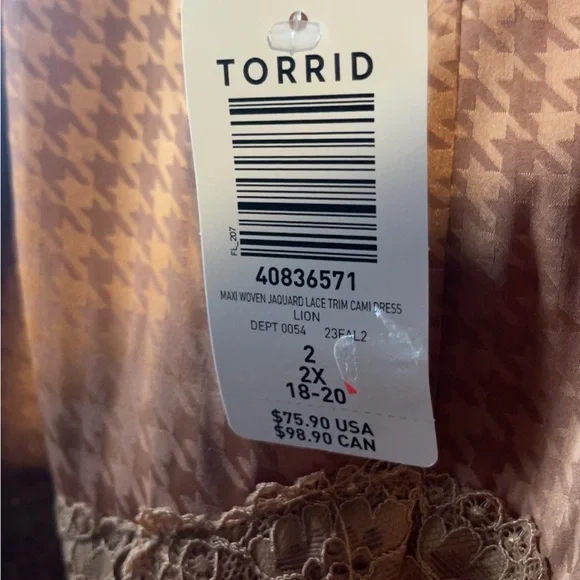 TORRID
FL_207
40836571
MAXI WOVEN JAQUARD LACE TRIM CAMI DRESS
LION
DEPT 0054 23FAL2
2
2X
18-20
$75.90 USA
$98.90 CAN